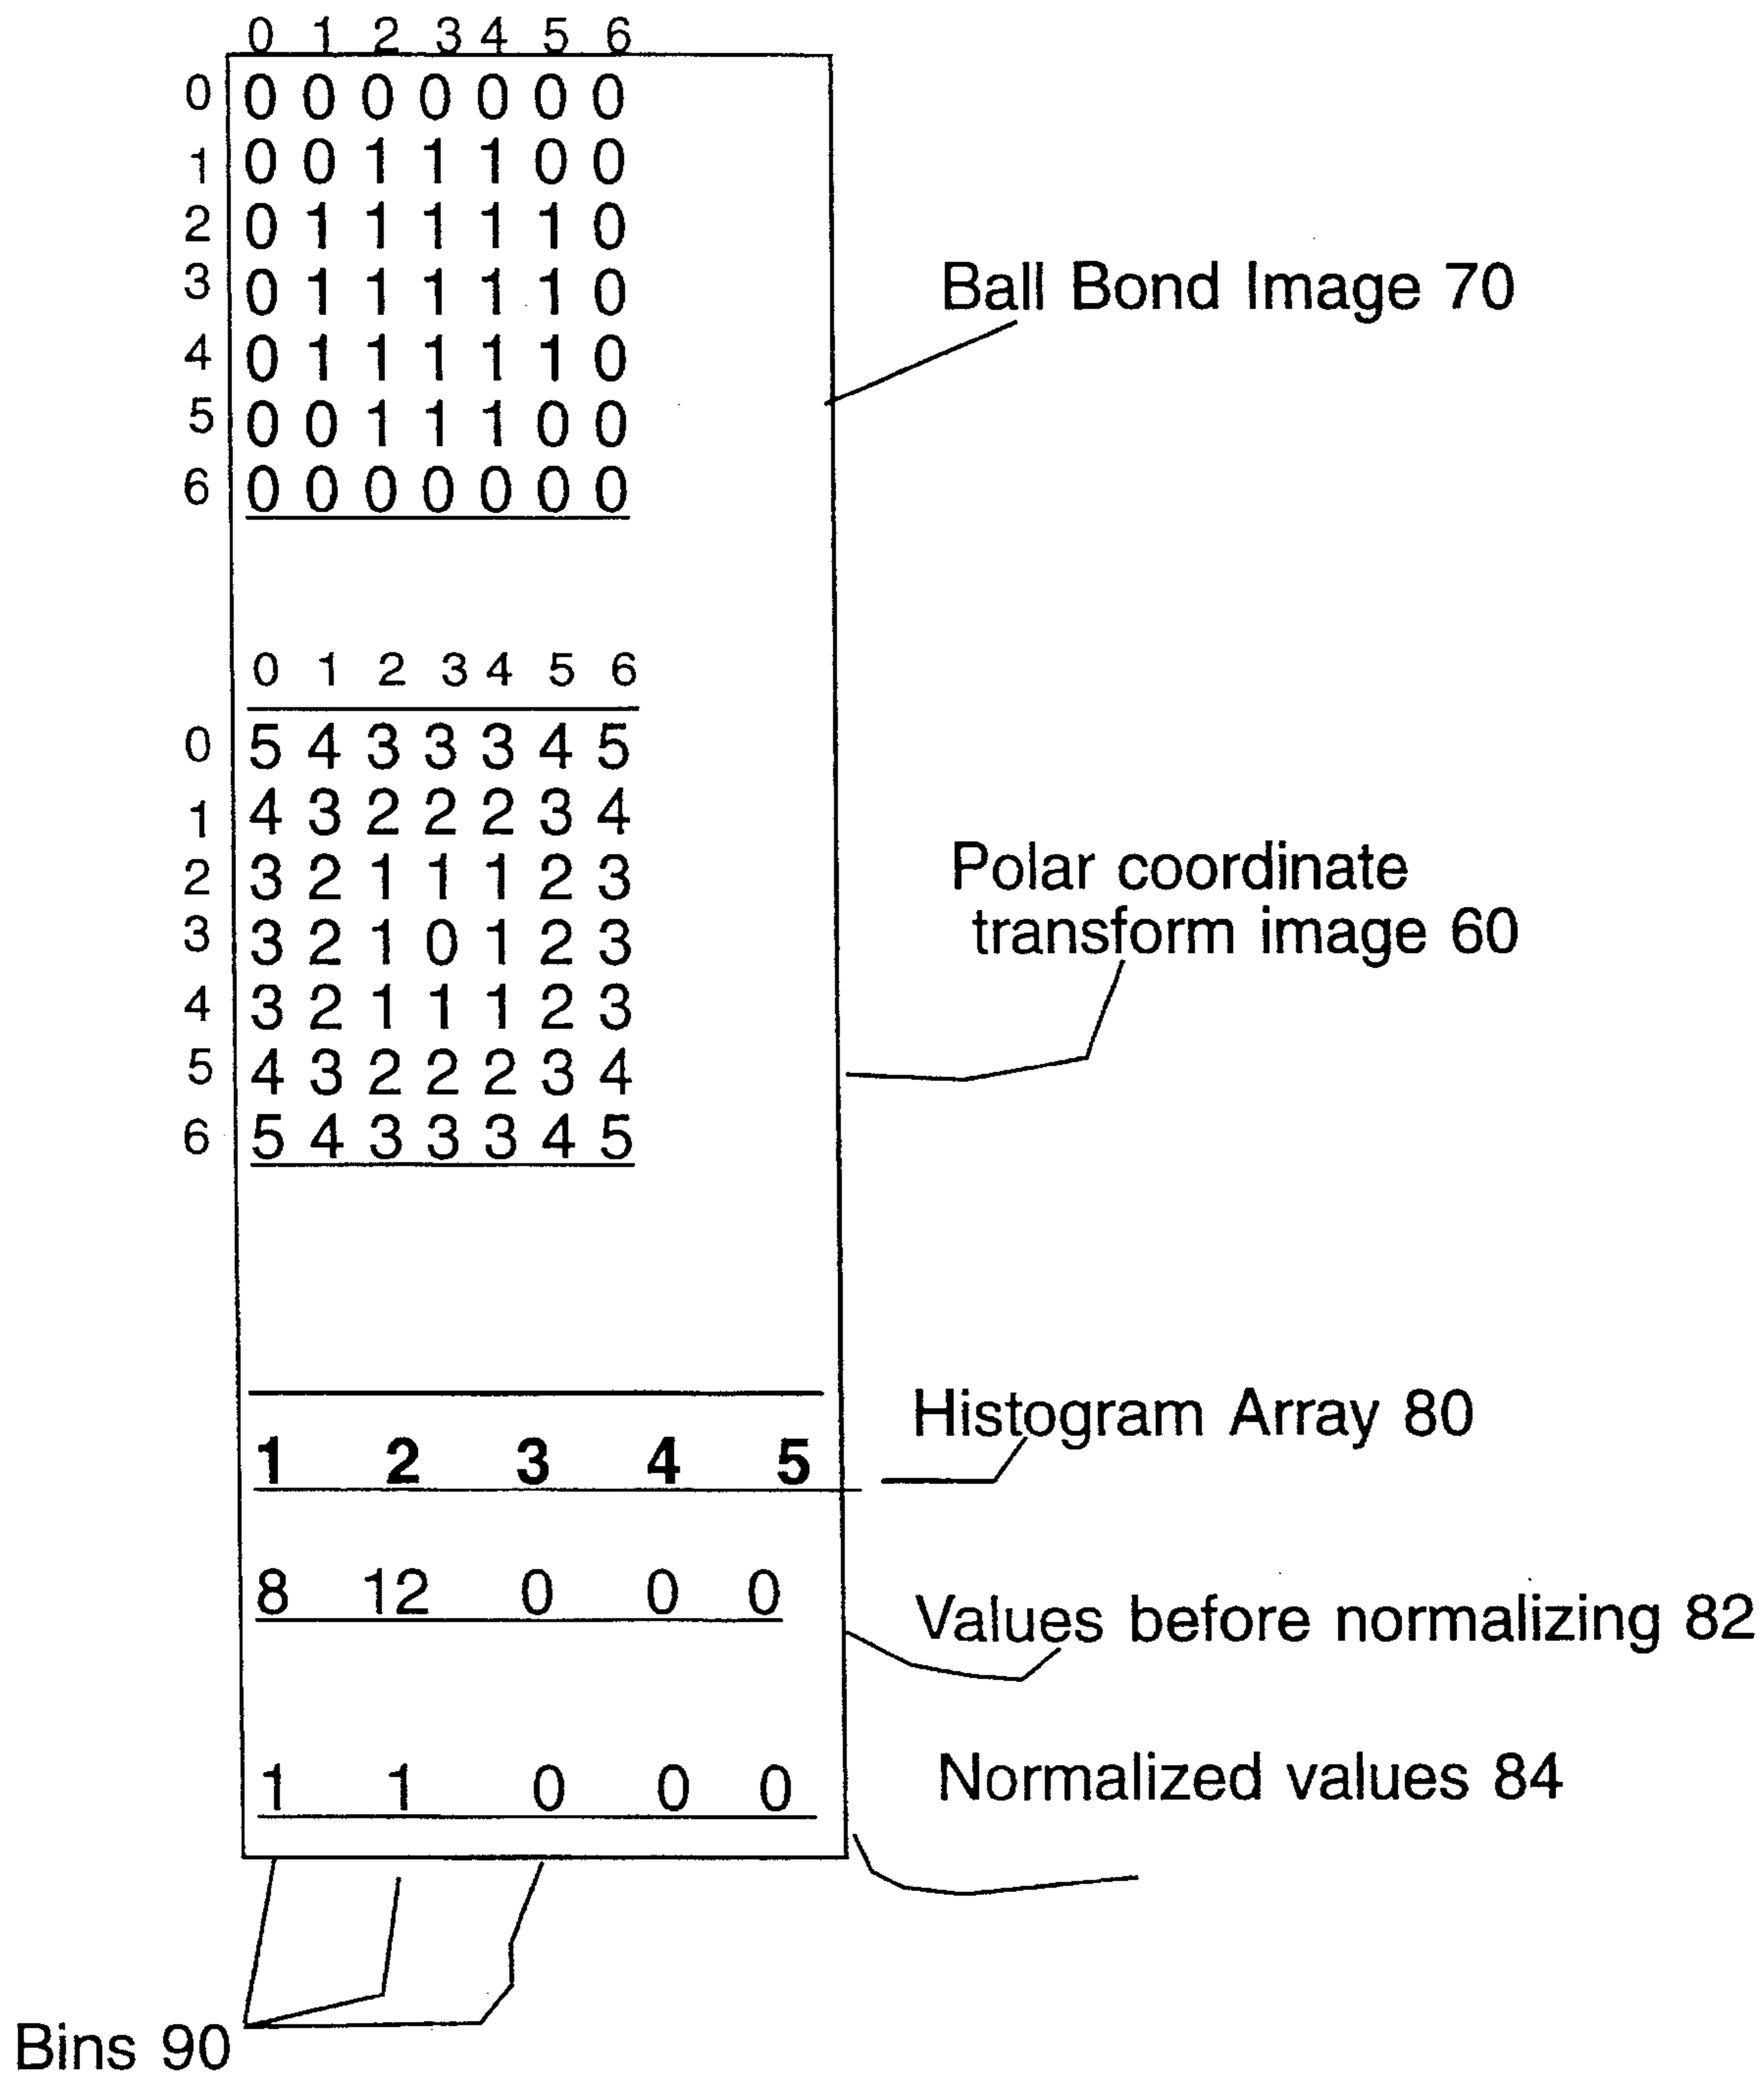 0 1 2 3 4 5 6
0 0 0 0 0 0 0 0
1 0 0 1 1 1 0 0
2 0 1 1 1 1 1 0
3 0 1 1 1 1 1 0
Ball Bond Image 70
4 0 1 1 1 1 1 0
5 0 0 1 1 1 0 0
6 0 0 0 0 0 0 0
0 1 2 3 4 5 6
0 5 4 3 3 3 4 5
1 4 3 2 2 2 3 4
2 3 2 1 1 1 2 3
Polar coordinate
3 3 2 1 0 1 2 3
transform image 60
4 3 2 1 1 1 2 3
5 4 3 2 2 2 3 4
6 5 4 3 3 3 4 5
Histogram Array 80
1 2 3 4 5
8 12 0 0 0
Values before normalizing 82
1 1 0 0 0
Normalized values 84
Bins 90